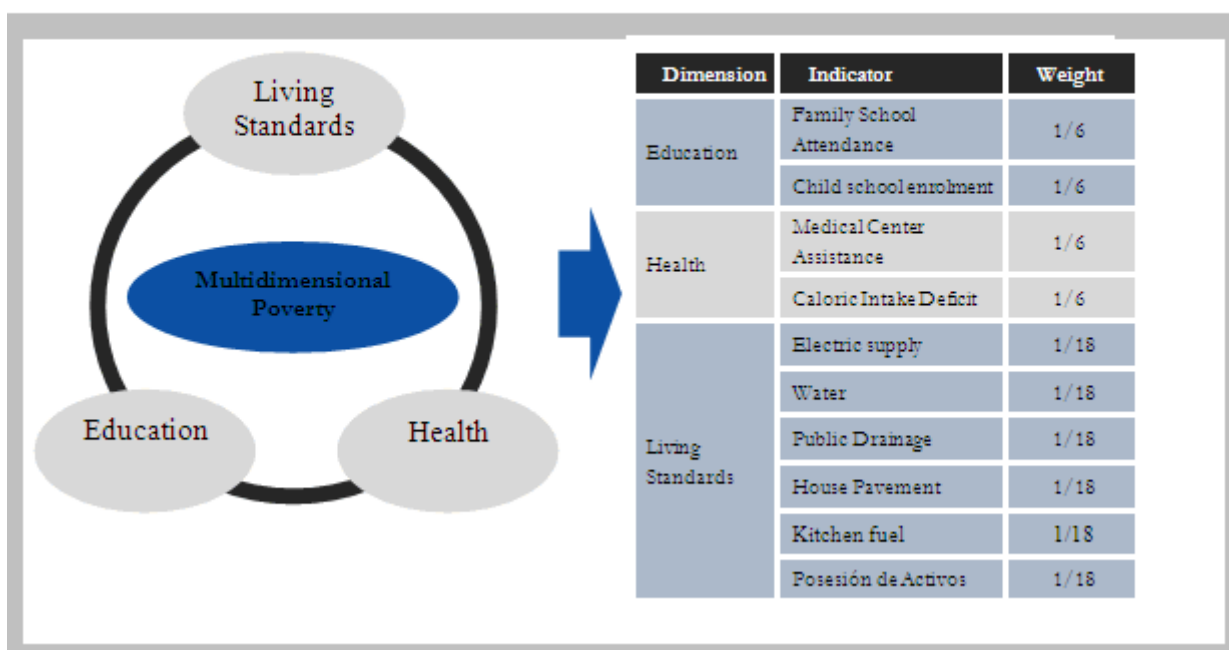 Living
Standards
Multidimensional
Poverty
Education
Health
Dimension Indicator Weight
Education
Family School
Attendance
1/6
Child school enrolment 1/6
Health
Medical Center
Assistance
1/6
Caloric Intake Deficit 1/6
Living
Standards
Electric supply 1/18
Water 1/18
Public Drainage 1/18
House Pavement 1/18
Kitchen fuel 1/18
Posesión de Activos 1/18